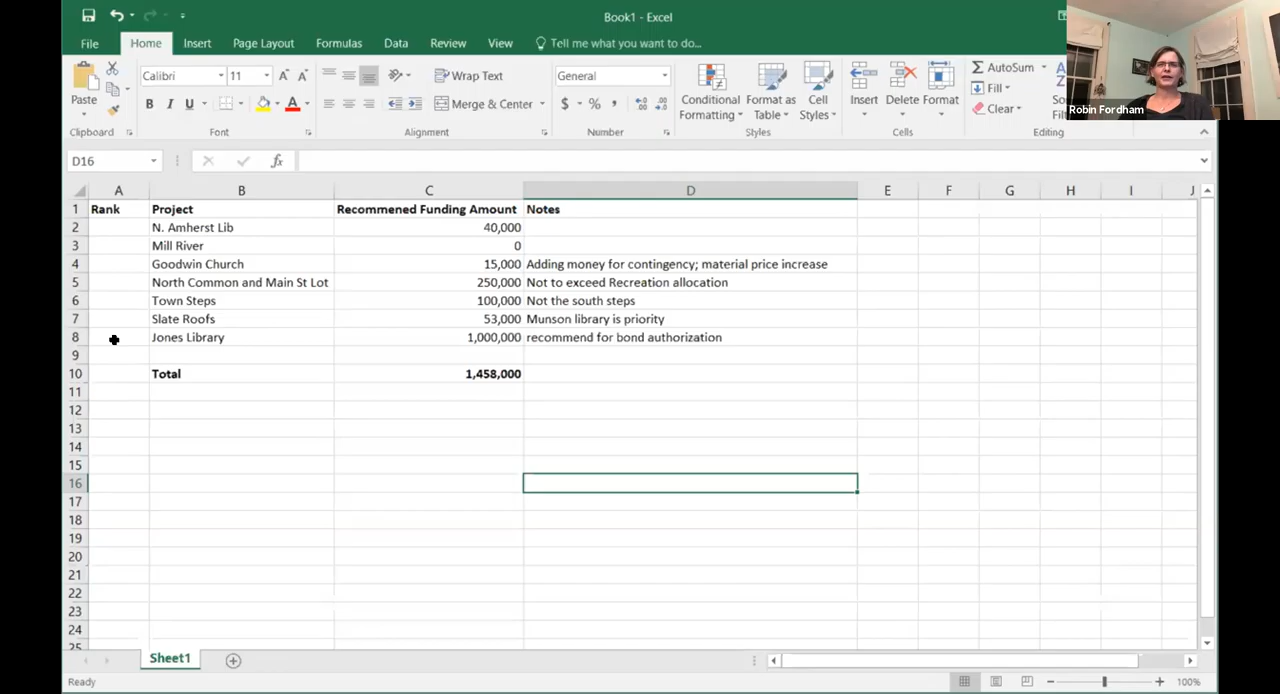 Book1 - Excel
File Home Insert Page Layout Formulas Data Review View Tell me what you want to do...
Calibri 11 A A Wrap Text General AutoSum
Paste B I U A Merge & Center $ % , Conditional Formatting Format as Table Cell Styles Insert Delete Format Fill Clear
Clipboard Font Alignment Number Styles Cells Editing
Robin Fordham
D16 fx
A B C D E F G H I J
1 Rank Project Recommened Funding Amount Notes
2 N. Amherst Lib 40,000
3 Mill River 0
4 Goodwin Church 15,000 Adding money for contingency; material price increase
5 North Common and Main St Lot 250,000 Not to exceed Recreation allocation
6 Town Steps 100,000 Not the south steps
7 Slate Roofs 53,000 Munson library is priority
8 Jones Library 1,000,000 recommend for bond authorization
9
10 Total 1,458,000
11
12
13
14
15
16
17
18
19
20
21
22
23
24
25
Sheet1
Ready 100%